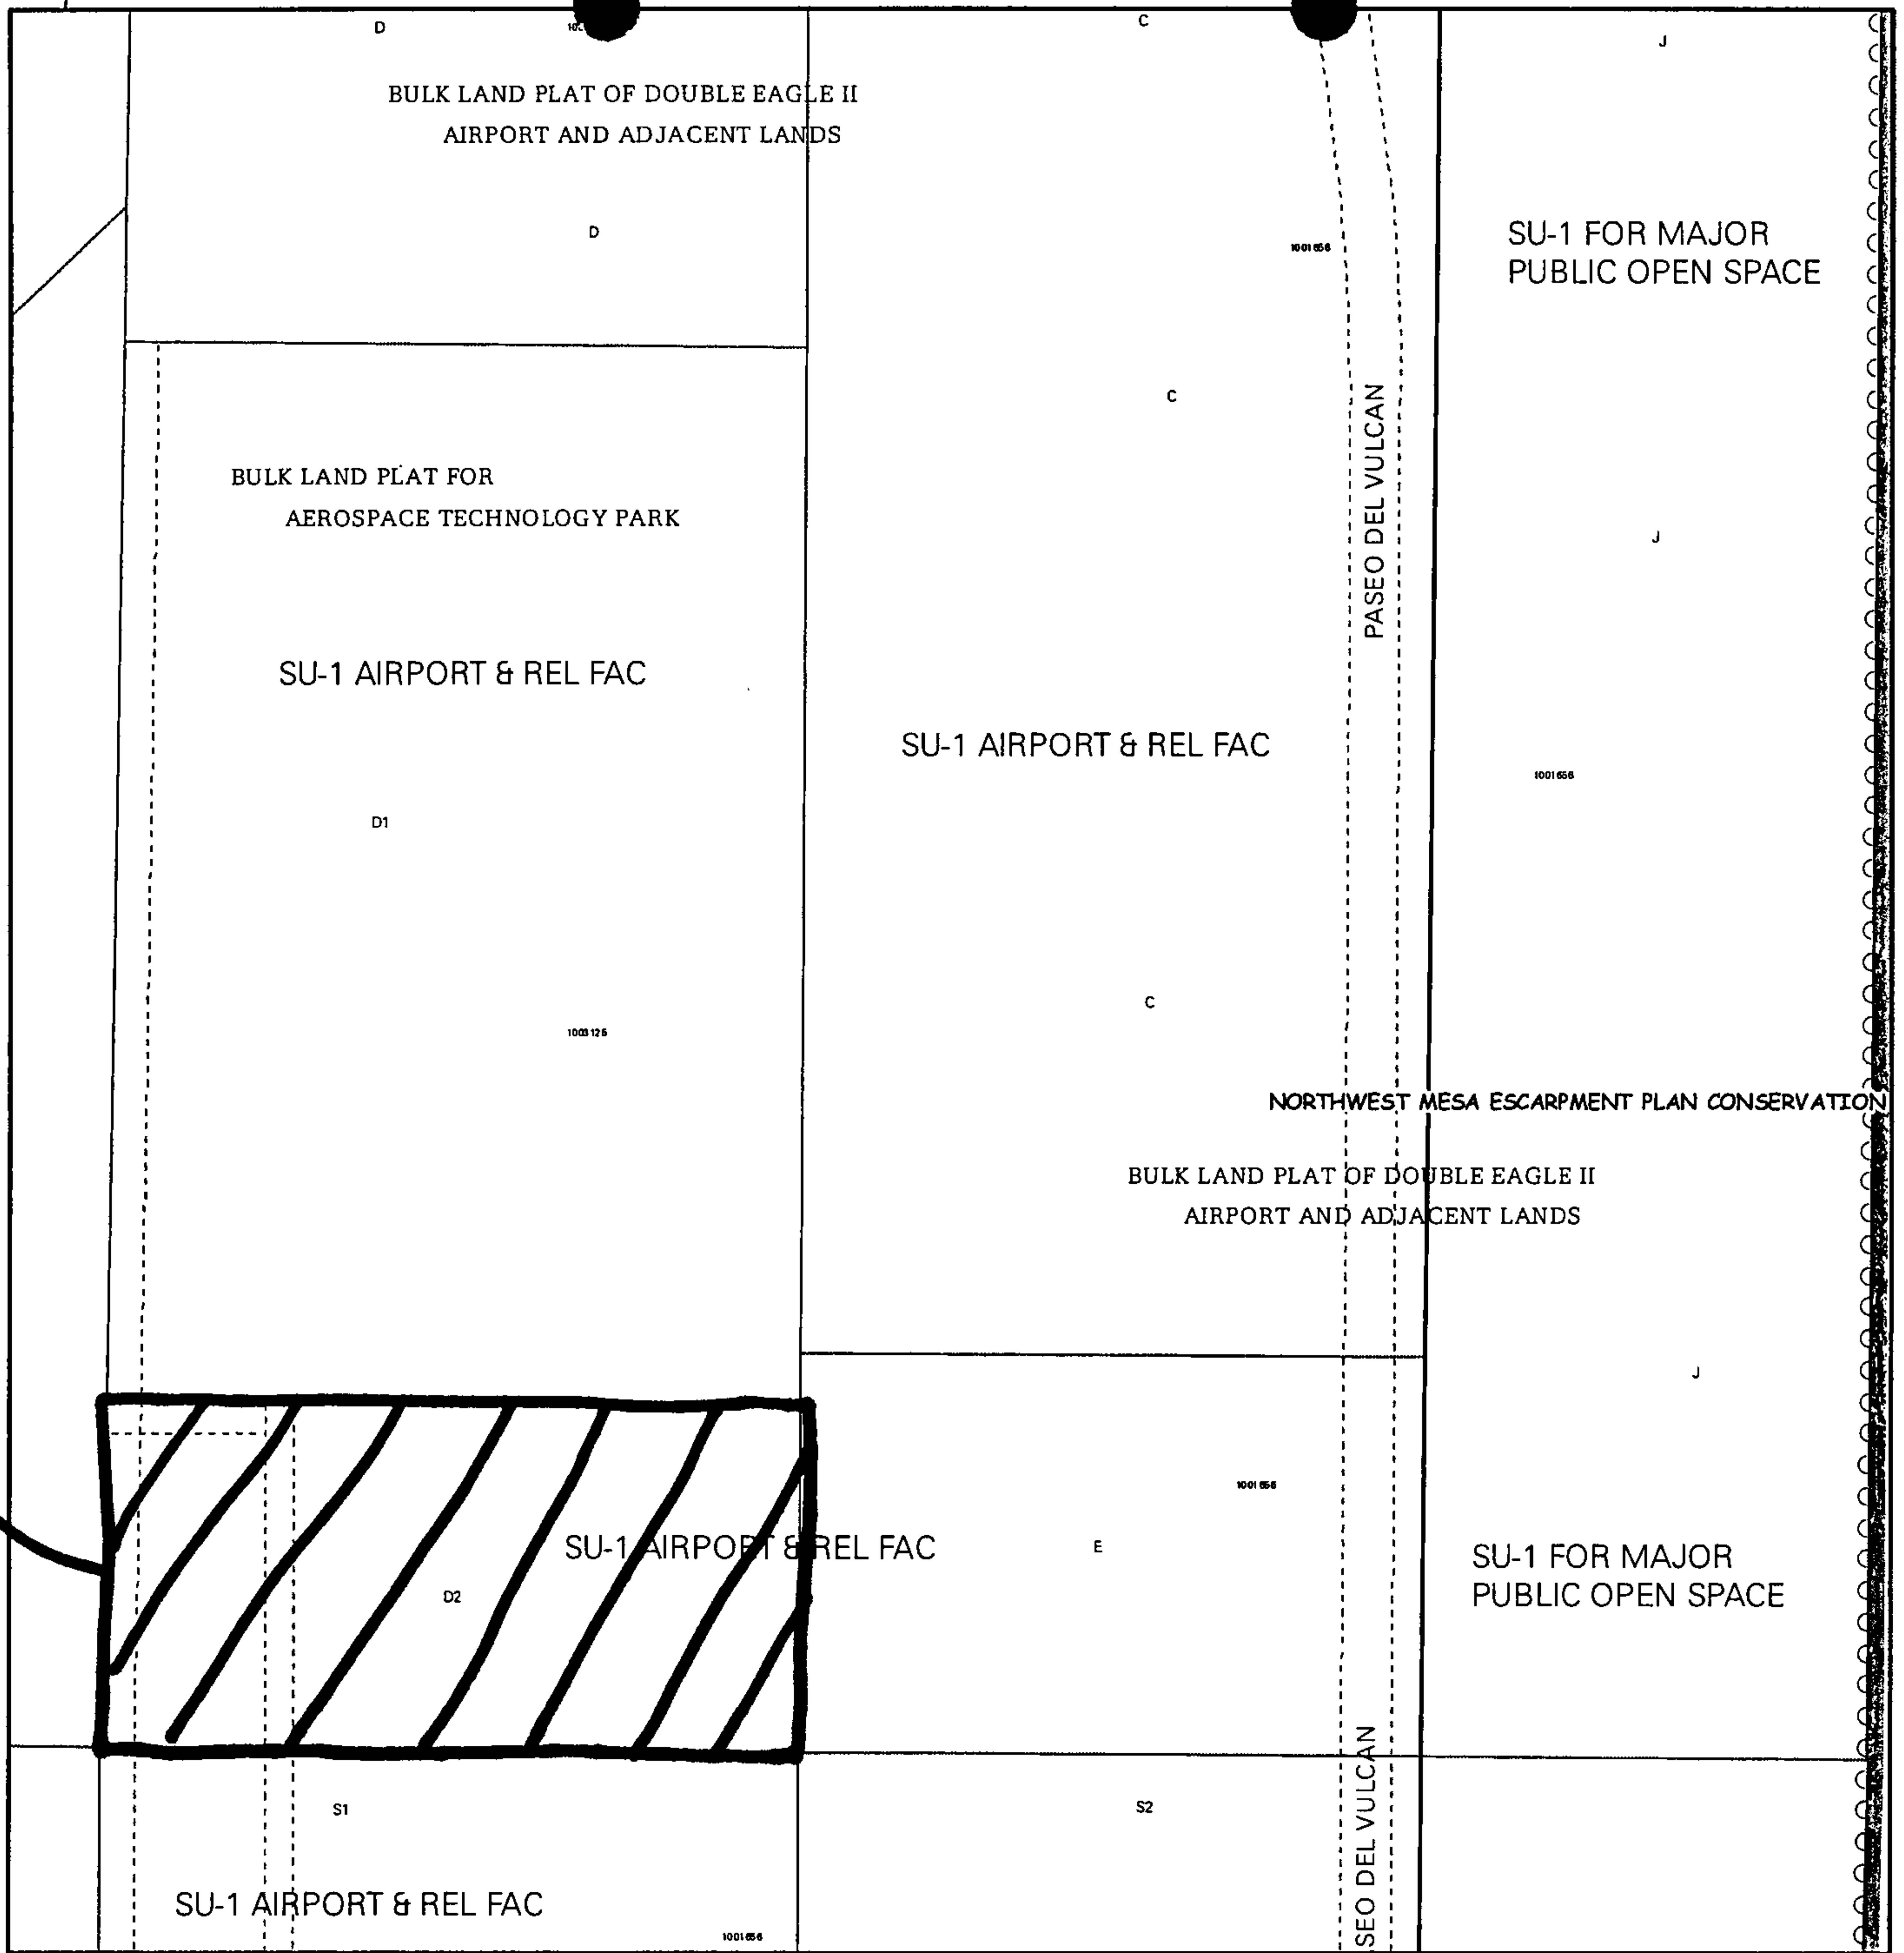 D
C
J
BULK LAND PLAT OF DOUBLE EAGLE II
AIRPORT AND ADJACENT LANDS
D
1001656
SU-1 FOR MAJOR
PUBLIC OPEN SPACE
C
PASEO DEL VULCAN
BULK LAND PLAT FOR
AEROSPACE TECHNOLOGY PARK
J
SU-1 AIRPORT & REL FAC
SU-1 AIRPORT & REL FAC
1001656
D1
C
1003125
NORTHWEST MESA ESCARPMENT PLAN CONSERVATION
BULK LAND PLAT OF DOUBLE EAGLE II
AIRPORT AND ADJACENT LANDS
J
1001656
SU-1 AIRPORT & REL FAC
E
SU-1 FOR MAJOR
PUBLIC OPEN SPACE
D2
S1
S2
SEO DEL VULCAN
SU-1 AIRPORT & REL FAC
1001656